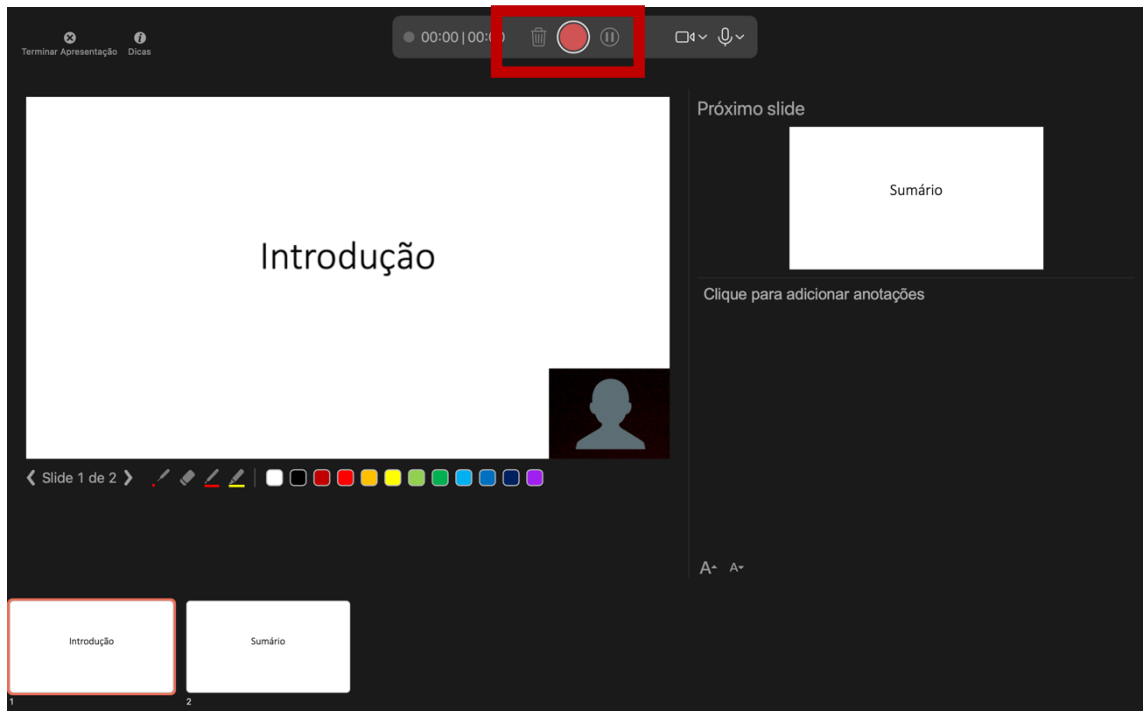 Terminar Apresentação
Dicas
00:00|00:00
Introdução
Próximo slide
Sumário
Clique para adicionar anotações
Slide 1 de 2
A A
Introdução
Sumário
1
2